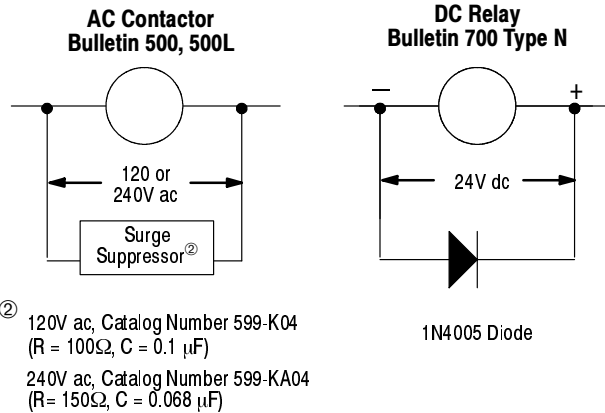 AC Contactor
Bulletin 500, 500L
120 or
240V ac
Surge
Suppressor②
② 120V ac, Catalog Number 599-K04
(R = 100Ω, C = 0.1 µF)
240V ac, Catalog Number 599-KA04
(R= 150Ω, C = 0.068 µF)
DC Relay
Bulletin 700 Type N
— +
24V dc
1N4005 Diode